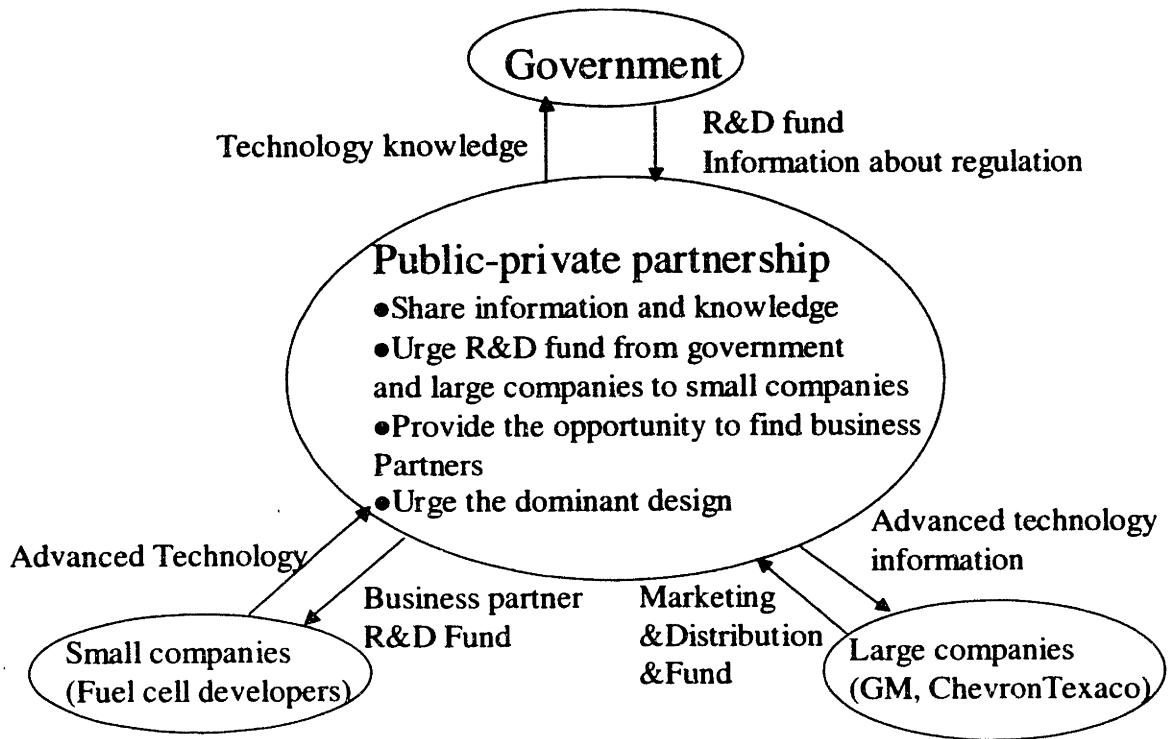 Government
Technology knowledge
R&D fund
Information about regulation
Public-private partnership
●Share information and knowledge
●Urge R&D fund from government
and large companies to small companies
●Provide the opportunity to find business
Partners
●Urge the dominant design
Advanced Technology
Business partner
R&D Fund
Marketing
&Distribution
&Fund
Advanced technology
information
Small companies
(Fuel cell developers)
Large companies
(GM, ChevronTexaco)